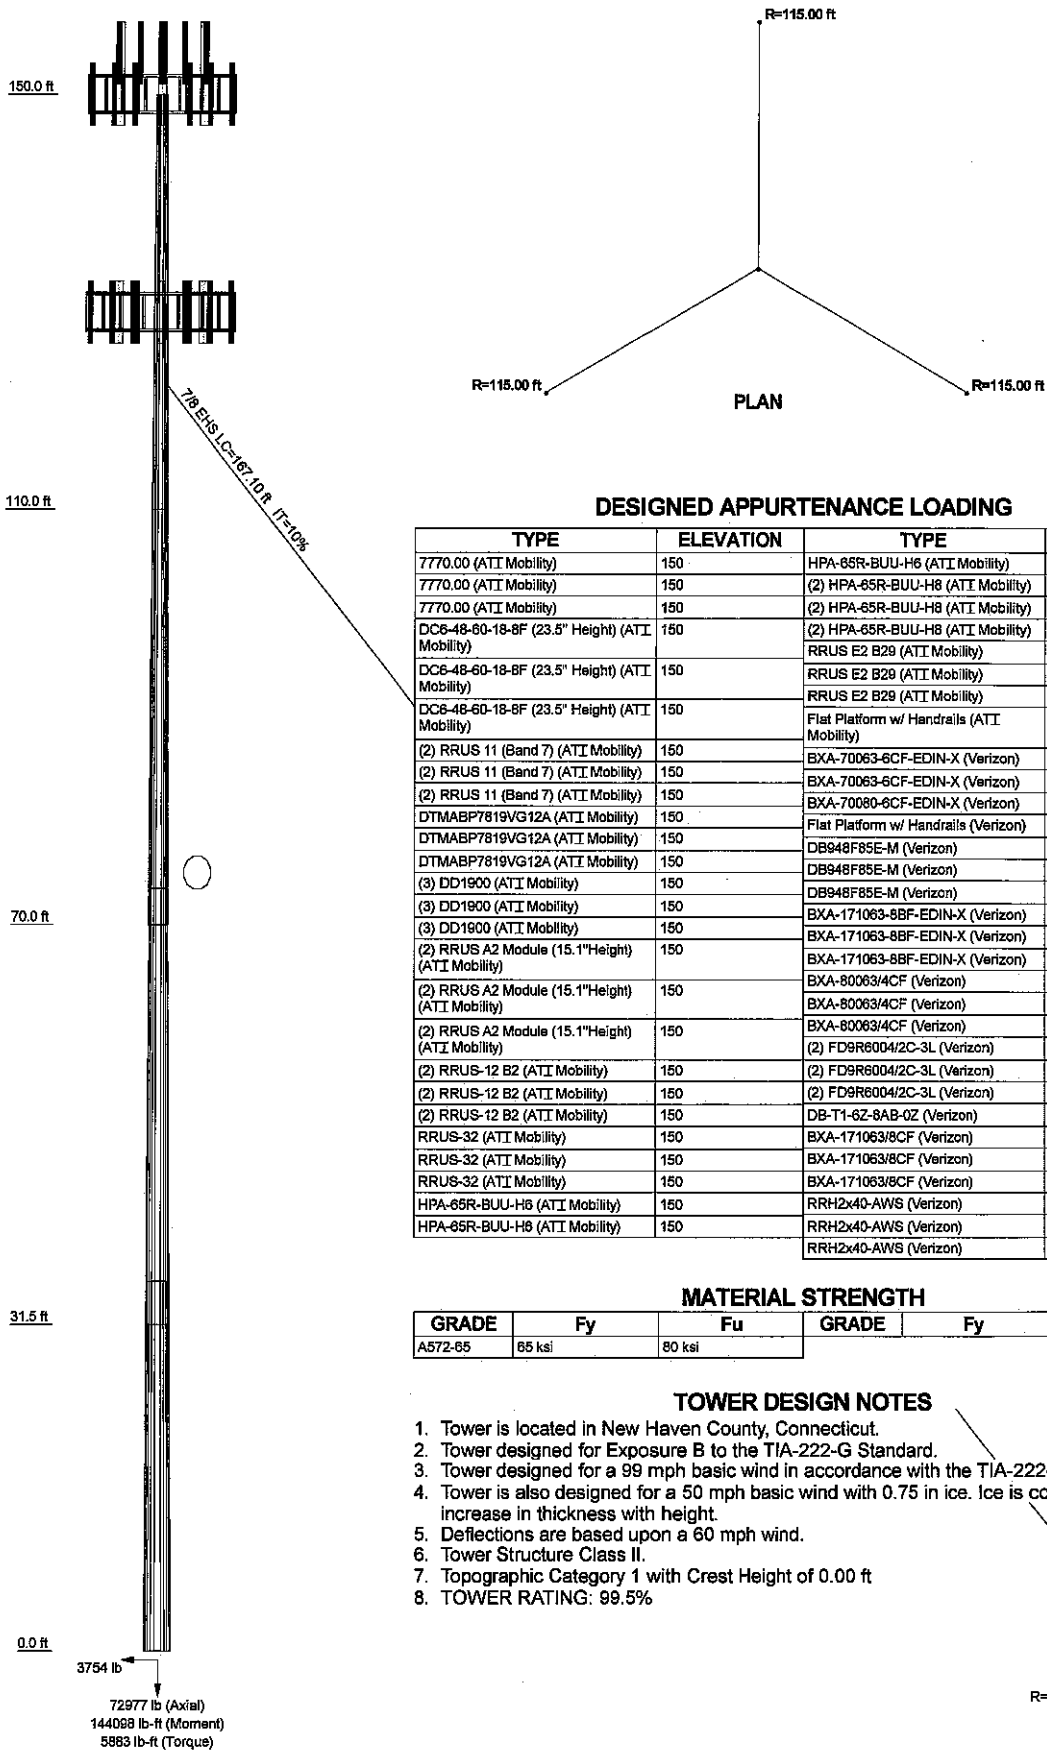 R=115.00 ft
150.0 ft
R=115.00 ft
R=115.00 ft
PLAN
7/8 EHS LC=167.10 ft IT=10%
110.0 ft
DESIGNED APPURTENANCE LOADING
TYPE ELEVATION TYPE
7770.00 (ATI Mobility) 150 HPA-65R-BUU-H6 (ATI Mobility)
7770.00 (ATI Mobility) 150 (2) HPA-65R-BUU-H8 (ATI Mobility)
7770.00 (ATI Mobility) 150 (2) HPA-65R-BUU-H8 (ATI Mobility)
DC6-48-60-18-8F (23.5" Height) (ATI 150 (2) HPA-65R-BUU-H8 (ATI Mobility)
Mobility) RRUS E2 B29 (ATI Mobility)
DC6-48-60-18-8F (23.5" Height) (ATI 150 RRUS E2 B29 (ATI Mobility)
Mobility) RRUS E2 B29 (ATI Mobility)
DC6-48-60-18-8F (23.5" Height) (ATI 150 Flat Platform w/ Handrails (ATI
Mobility) Mobility)
(2) RRUS 11 (Band 7) (ATI Mobility) 150 BXA-70063-6CF-EDIN-X (Verizon)
(2) RRUS 11 (Band 7) (ATI Mobility) 150 BXA-70063-6CF-EDIN-X (Verizon)
(2) RRUS 11 (Band 7) (ATI Mobility) 150 BXA-70080-6CF-EDIN-X (Verizon)
DTMABP7819VG12A (ATI Mobility) 150 Flat Platform w/ Handrails (Verizon)
DTMABP7819VG12A (ATI Mobility) 150 DB948F85E-M (Verizon)
DTMABP7819VG12A (ATI Mobility) 150 DB948F85E-M (Verizon)
(3) DD1900 (ATI Mobility) 150 DB948F85E-M (Verizon)
(3) DD1900 (ATI Mobility) 150 BXA-171063-8BF-EDIN-X (Verizon)
(3) DD1900 (ATI Mobility) 150 BXA-171063-8BF-EDIN-X (Verizon)
(2) RRUS A2 Module (15.1"Height) 150 BXA-171063-8BF-EDIN-X (Verizon)
(ATI Mobility) BXA-80063/4CF (Verizon)
(2) RRUS A2 Module (15.1"Height) 150 BXA-80063/4CF (Verizon)
(ATI Mobility) BXA-80063/4CF (Verizon)
(2) RRUS A2 Module (15.1"Height) 150 (2) FD9R6004/2C-3L (Verizon)
(ATI Mobility) (2) FD9R6004/2C-3L (Verizon)
(2) RRUS-12 B2 (ATI Mobility) 150 (2) FD9R6004/2C-3L (Verizon)
(2) RRUS-12 B2 (ATI Mobility) 150 DB-T1-6Z-8AB-0Z (Verizon)
(2) RRUS-12 B2 (ATI Mobility) 150 BXA-171063/8CF (Verizon)
RRUS-32 (ATI Mobility) 150 BXA-171063/8CF (Verizon)
RRUS-32 (ATI Mobility) 150 BXA-171063/8CF (Verizon)
RRUS-32 (ATI Mobility) 150 RRH2x40-AWS (Verizon)
HPA-65R-BUU-H6 (ATI Mobility) 150 RRH2x40-AWS (Verizon)
HPA-65R-BUU-H6 (ATI Mobility) 150 RRH2x40-AWS (Verizon)
70.0 ft
MATERIAL STRENGTH
GRADE Fy Fu GRADE Fy
A572-65 65 ksi 80 ksi
31.5 ft
TOWER DESIGN NOTES
1. Tower is located in New Haven County, Connecticut.
2. Tower designed for Exposure B to the TIA-222-G Standard.
3. Tower designed for a 99 mph basic wind in accordance with the TIA-222-
4. Tower is also designed for a 50 mph basic wind with 0.75 in ice. Ice is co
increase in thickness with height.
5. Deflections are based upon a 60 mph wind.
6. Tower Structure Class II.
7. Topographic Category 1 with Crest Height of 0.00 ft
8. TOWER RATING: 99.5%
0.0 ft
3754 lb
72977 lb (Axial)
144098 lb-ft (Moment)
5883 lb-ft (Torque)
R=